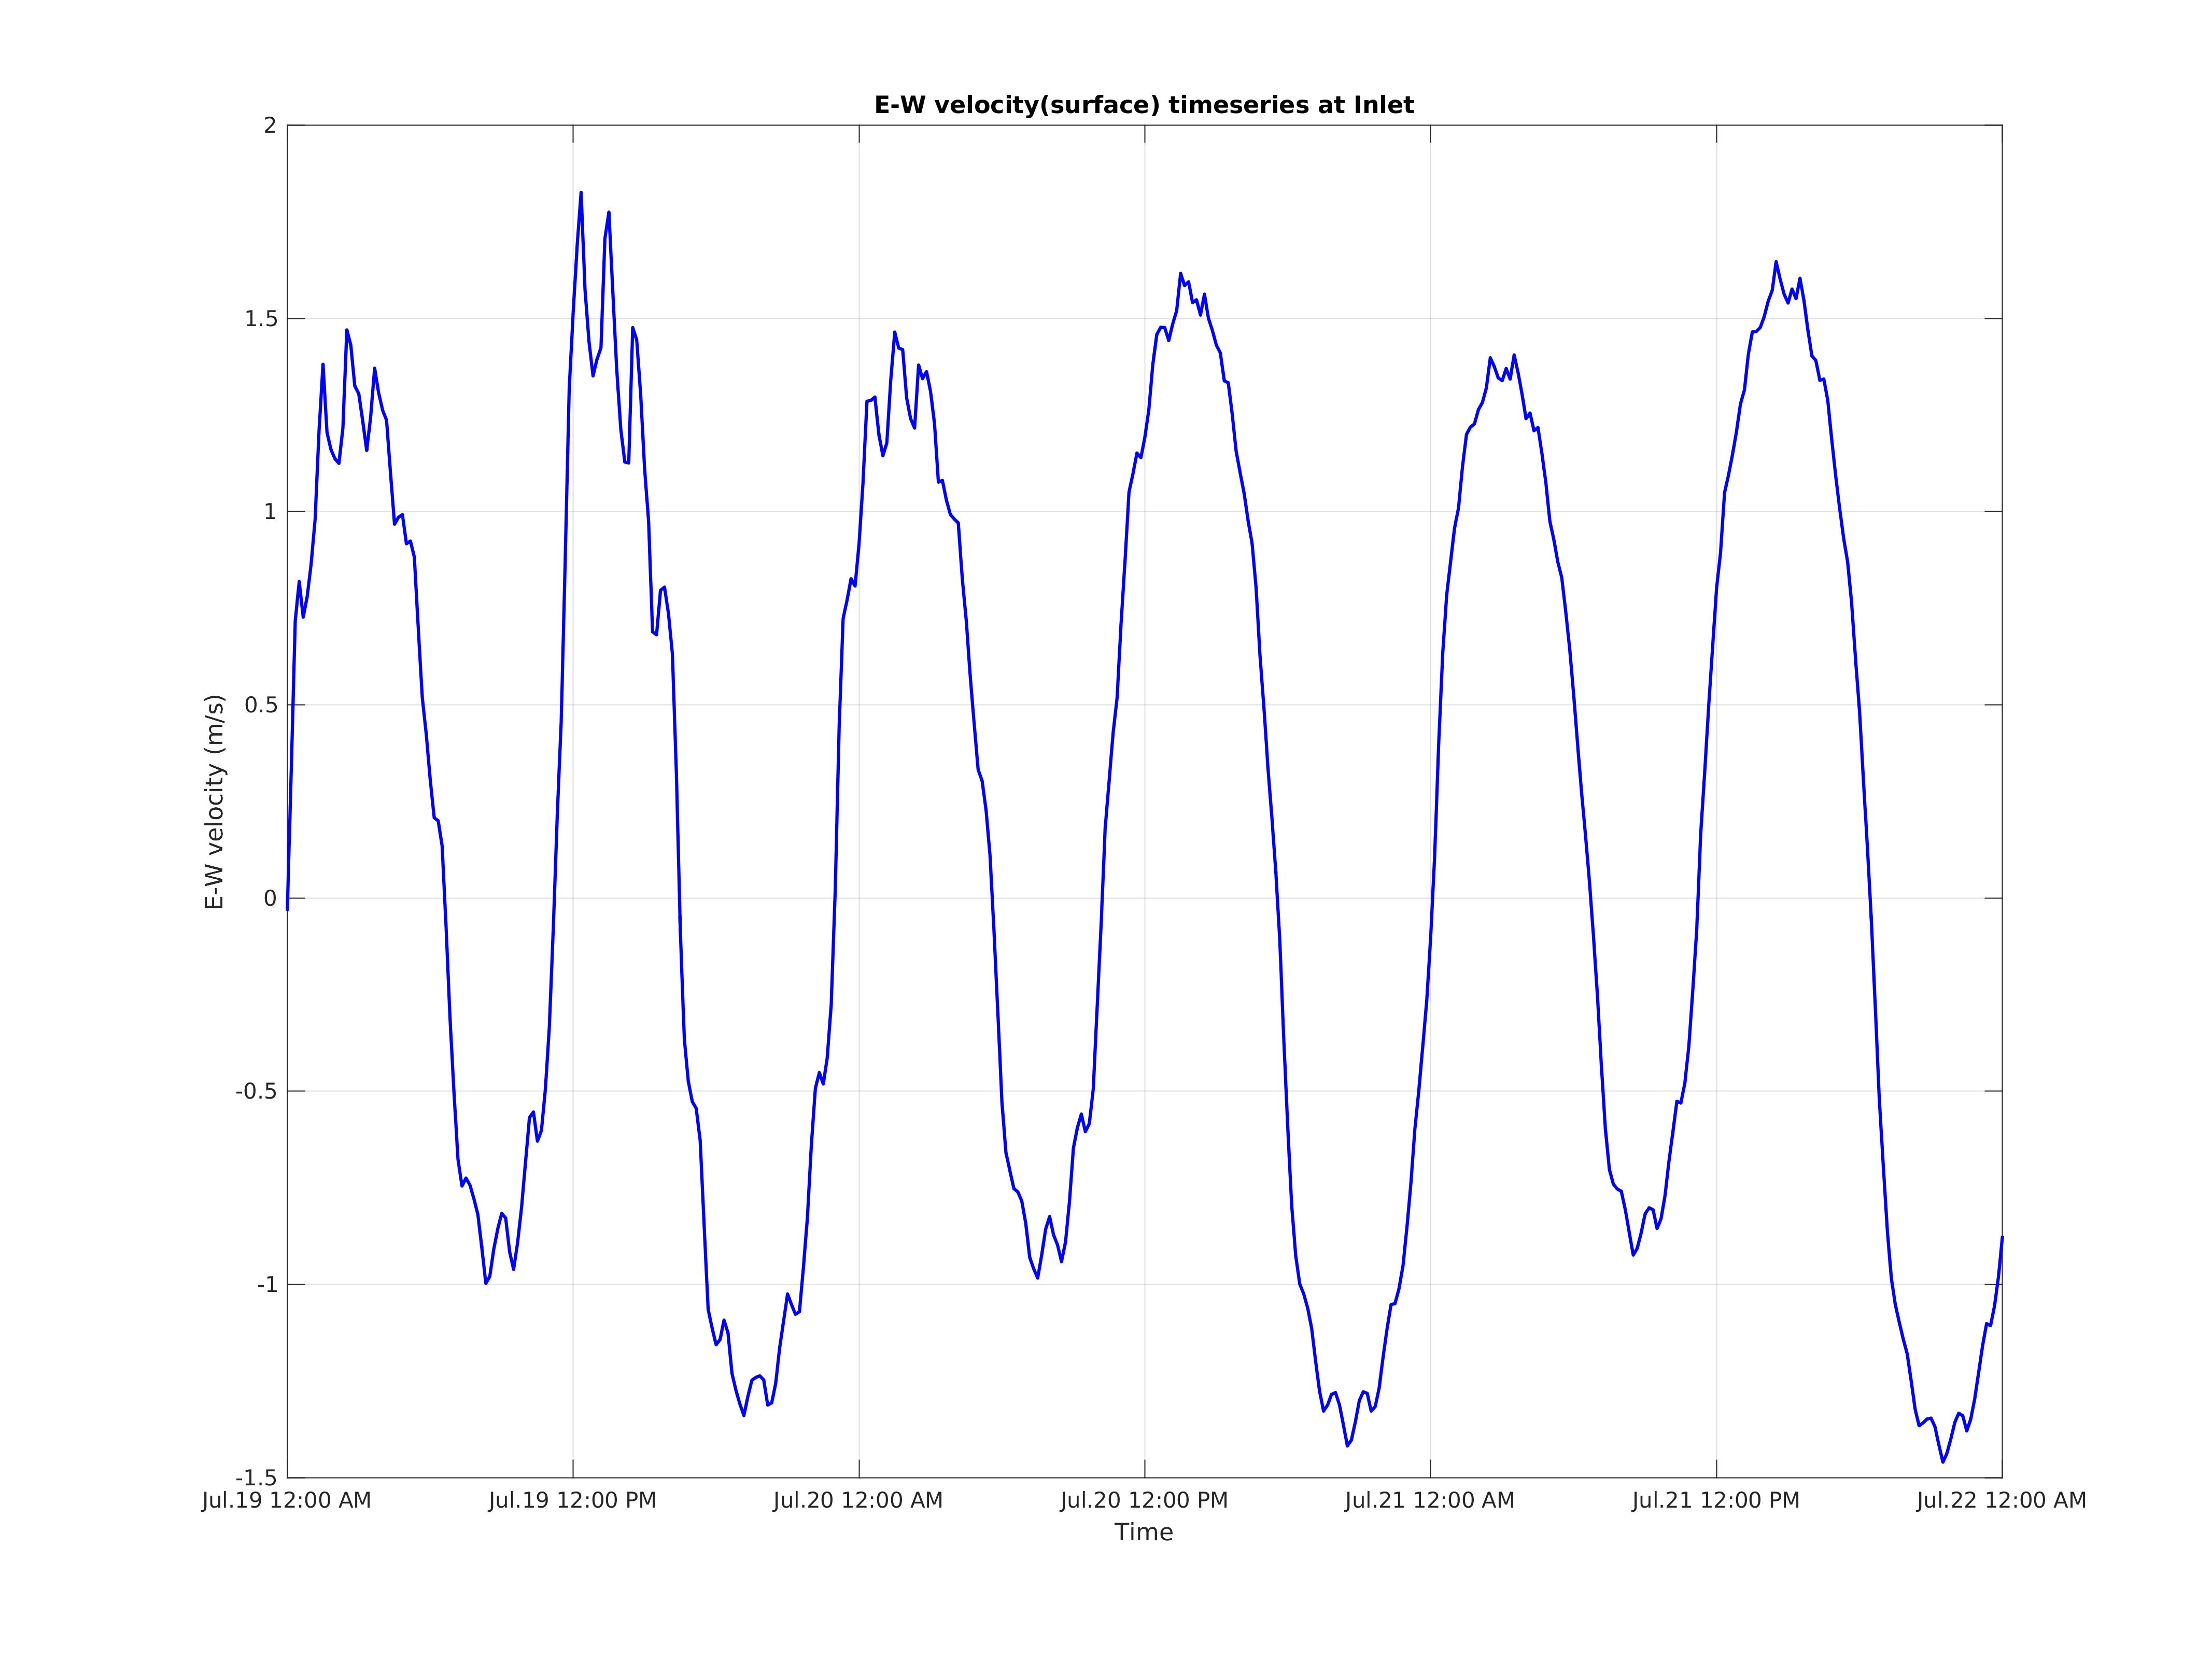 E-W velocity(surface) timeseries at Inlet
2
1.5
1
0.5
0
-0.5
-1
-1.5
E-W velocity (m/s)
Jul.19 12:00 AM
Jul.19 12:00 PM
Jul.20 12:00 AM
Jul.20 12:00 PM
Jul.21 12:00 AM
Jul.21 12:00 PM
Jul.22 12:00 AM
Time